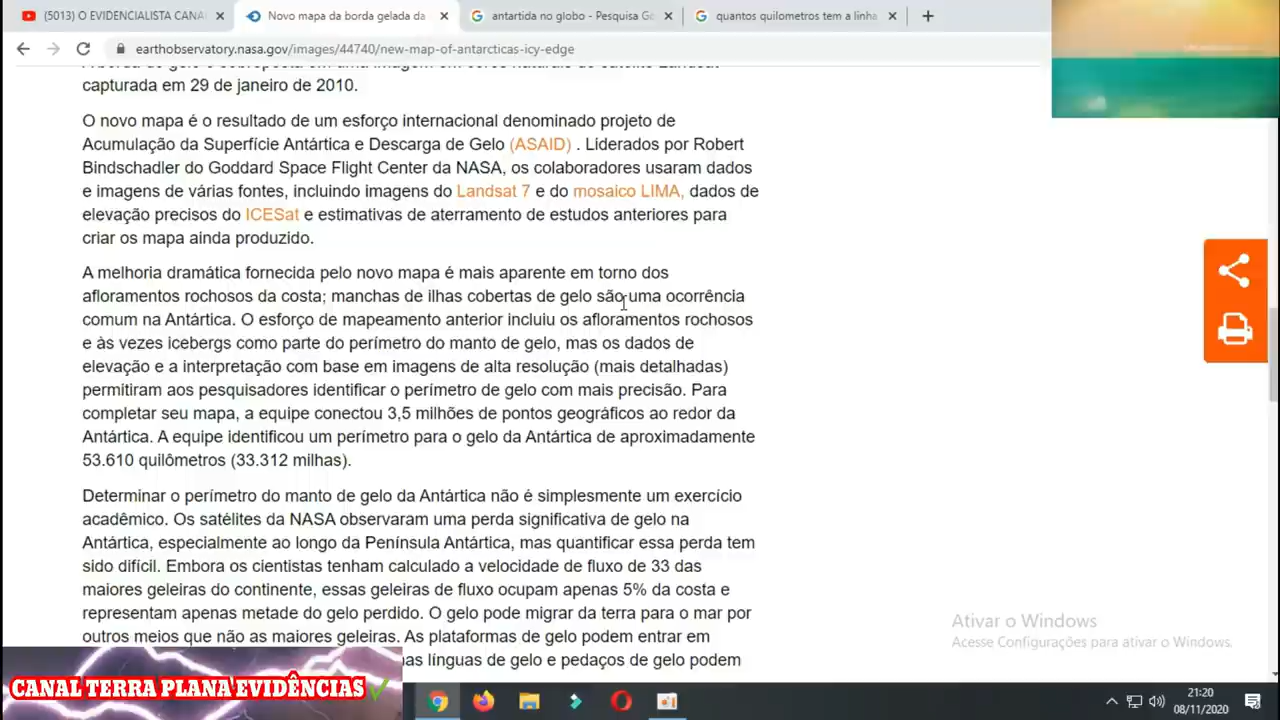 (5013) O EVIDENCIALISTA CANA
Novo mapa da borda gelada da
antartida no globo - Pesquisa Go
quantos quilometros tem a linha
earthobservatory.nasa.gov/images/44740/new-map-of-antarcticas-icy-edge
capturada em 29 de janeiro de 2010.
O novo mapa é o resultado de um esforço internacional denominado projeto de
Acumulação da Superfície Antártica e Descarga de Gelo (ASAID) . Liderados por Robert
Bindschadler do Goddard Space Flight Center da NASA, os colaboradores usaram dados
e imagens de várias fontes, incluindo imagens do Landsat 7 e do mosaico LIMA, dados de
elevação precisos do ICESat e estimativas de aterramento de estudos anteriores para
criar os mapa ainda produzido.
A melhoria dramática fornecida pelo novo mapa é mais aparente em torno dos
afloramentos rochosos da costa; manchas de ilhas cobertas de gelo são uma ocorrência
comum na Antártica. O esforço de mapeamento anterior incluiu os afloramentos rochosos
e às vezes icebergs como parte do perímetro do manto de gelo, mas os dados de
elevação e a interpretação com base em imagens de alta resolução (mais detalhadas)
permitiram aos pesquisadores identificar o perímetro de gelo com mais precisão. Para
completar seu mapa, a equipe conectou 3,5 milhões de pontos geográficos ao redor da
Antártica. A equipe identificou um perímetro para o gelo da Antártica de aproximadamente
53.610 quilômetros (33.312 milhas).
Determinar o perímetro do manto de gelo da Antártica não é simplesmente um exercício
acadêmico. Os satélites da NASA observaram uma perda significativa de gelo na
Antártica, especialmente ao longo da Península Antártica, mas quantificar essa perda tem
sido difícil. Embora os cientistas tenham calculado a velocidade de fluxo de 33 das
maiores geleiras do continente, essas geleiras de fluxo ocupam apenas 5% da costa e
representam apenas metade do gelo perdido. O gelo pode migrar da terra para o mar por
outros meios que não as maiores geleiras. As plataformas de gelo podem entrar em
línguas de gelo e pedaços de gelo podem
Ativar o Windows
Acesse Configurações para ativar o Windows.
CANAL TERRA PLANA EVIDÊNCIAS
21:20
08/11/2020